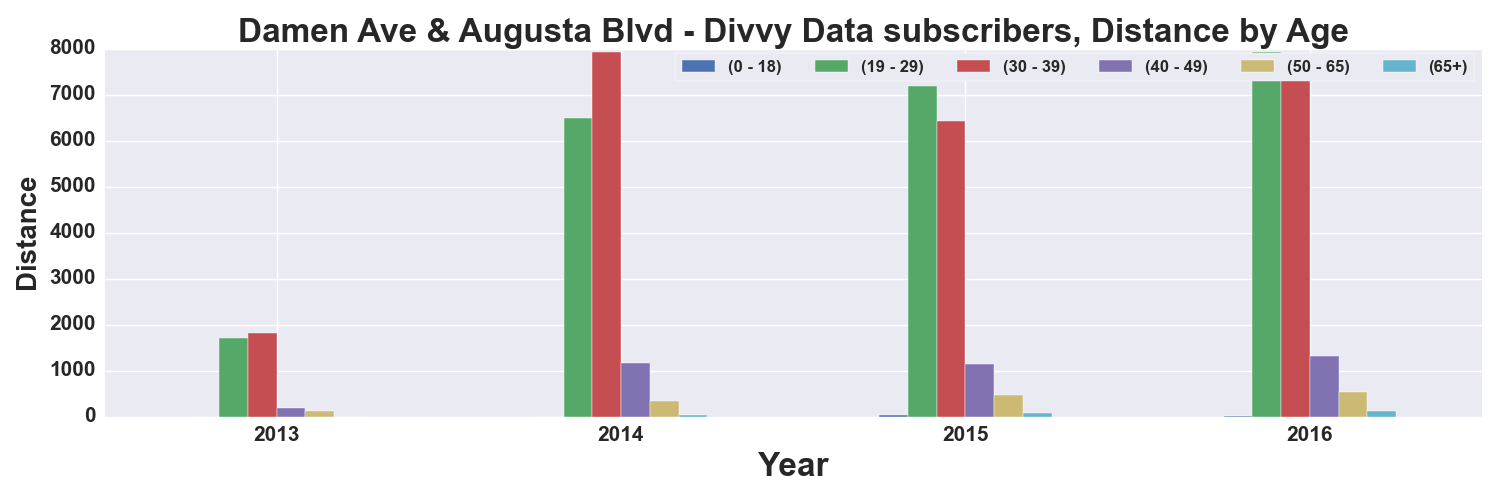 Damen Ave & Augusta Blvd - Divvy Data subscribers, Distance by Age
(0 - 18) (19 - 29) (30 - 39) (40 - 49) (50 - 65) (65+)
8000
7000
6000
5000
4000
3000
2000
1000
0
Distance
2013 2014 2015 2016
Year